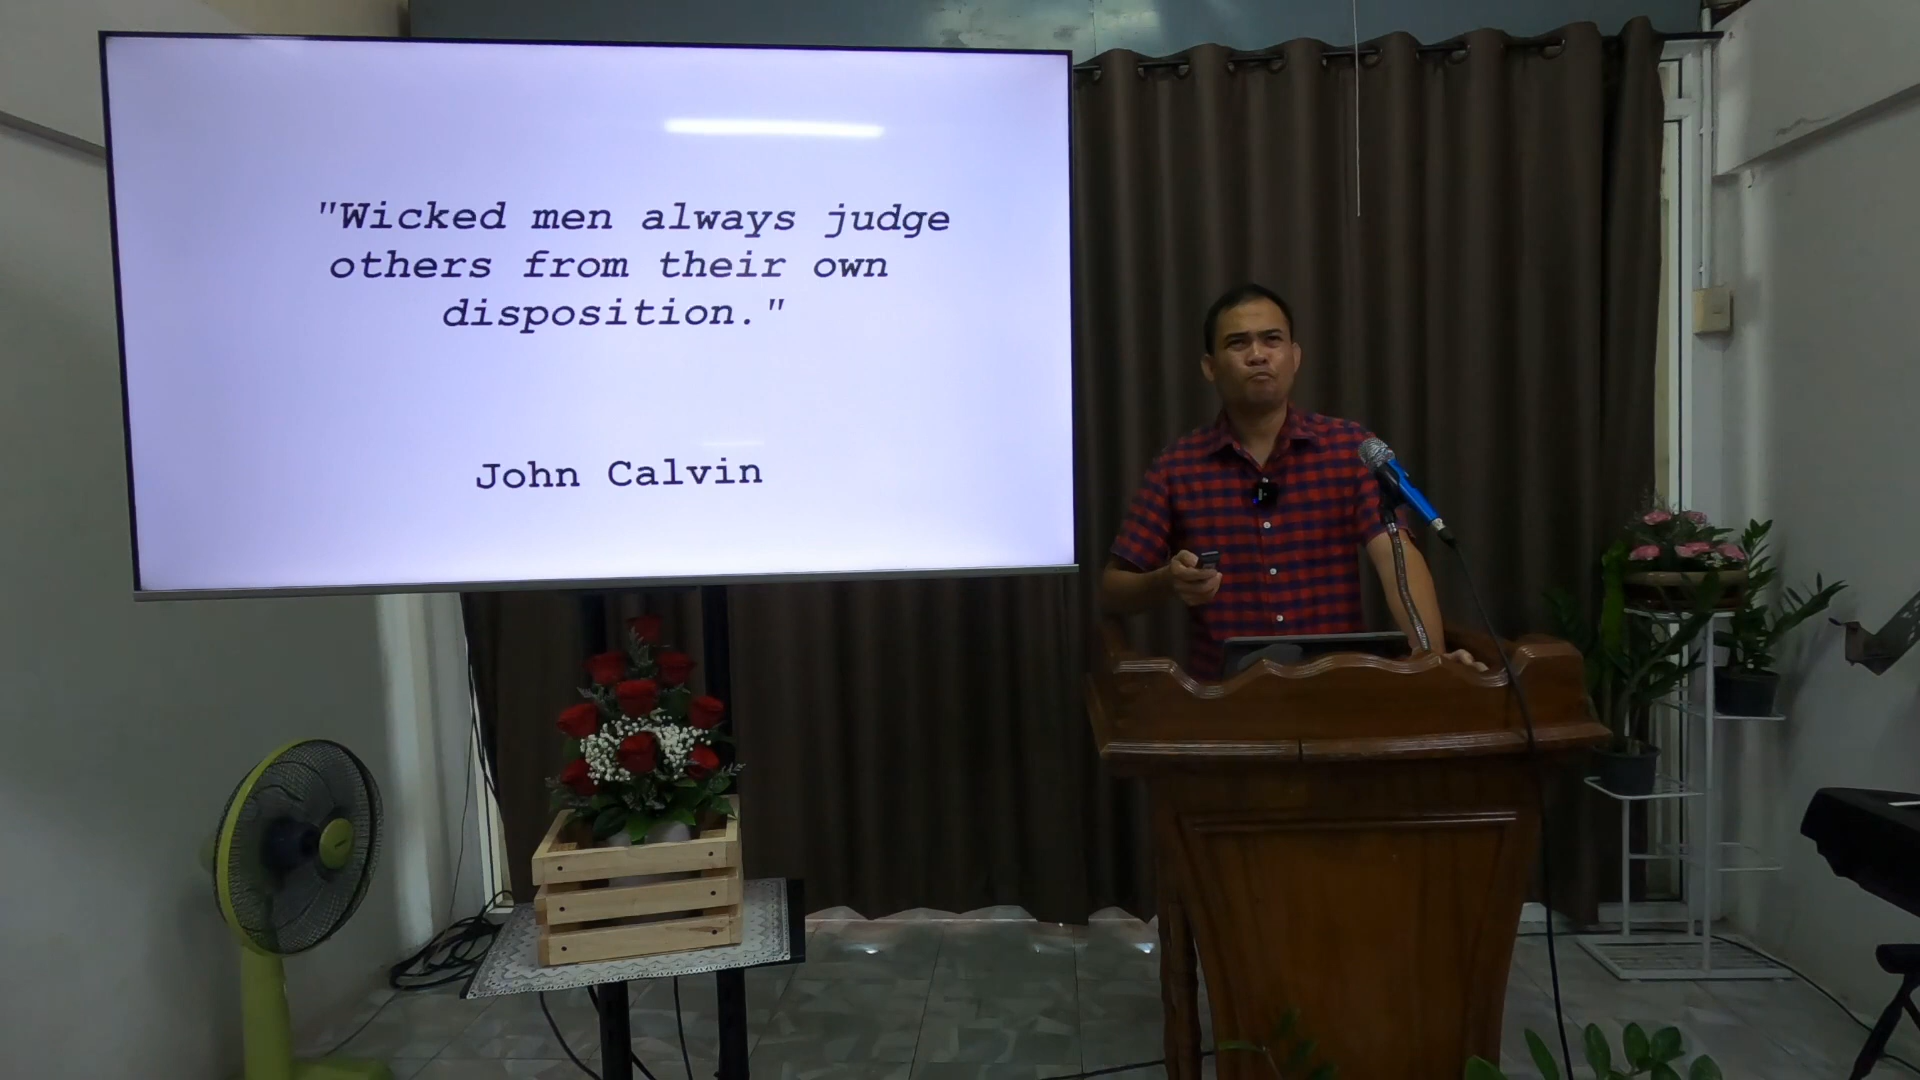 "Wicked men always judge
others from their own
disposition."
John Calvin